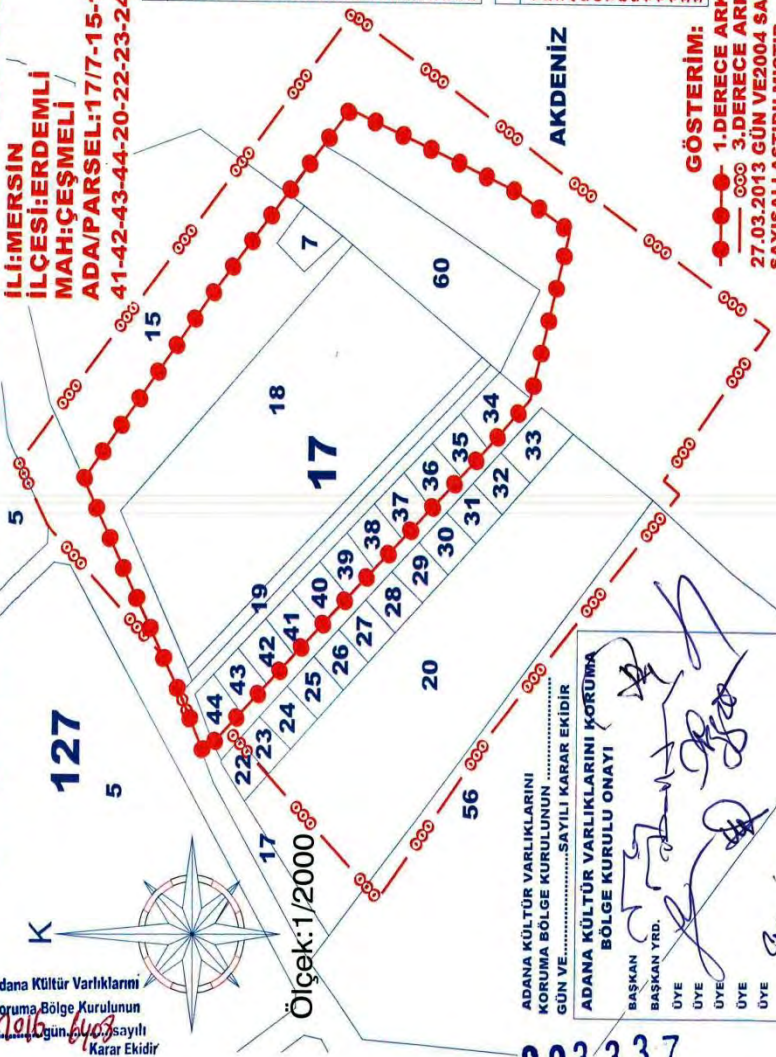 İLİ:MERSİN
İLÇESİ:ERDEMLİ
MAH:ÇEŞMELİ
ADA/PARSEL:17/7-15-
41-42-43-44-20-22-23-24
5
127
5
15
7
18
17
60
AKDENİZ
19
44
43
42
41
40
39
38
37
36
35
34
22
23
24
25
26
27
28
29
30
31
32
33
20
56
17
K
Ölçek:1/2000
GÖSTERİM:
1.DERECE
3.DERECE
27.03.2013 GÜN VE2004
dana Kültür Varlıklarını
oruma Bölge Kurulunun
2016 gün 6408 sayılı
Karar Ekidir
ADANA KÜLTÜR VARLIKLARINI
KORUMA BÖLGE KURULUNUN ....................
GÜN VE....................SAYILI KARAR EKİDİR
ADANA KÜLTÜR VARLIKLARINI KORUMA
BÖLGE KURULU ONAYI
BAŞKAN
BAŞKAN YRD.
ÜYE
ÜYE
ÜYE
ÜYE
ÜYE